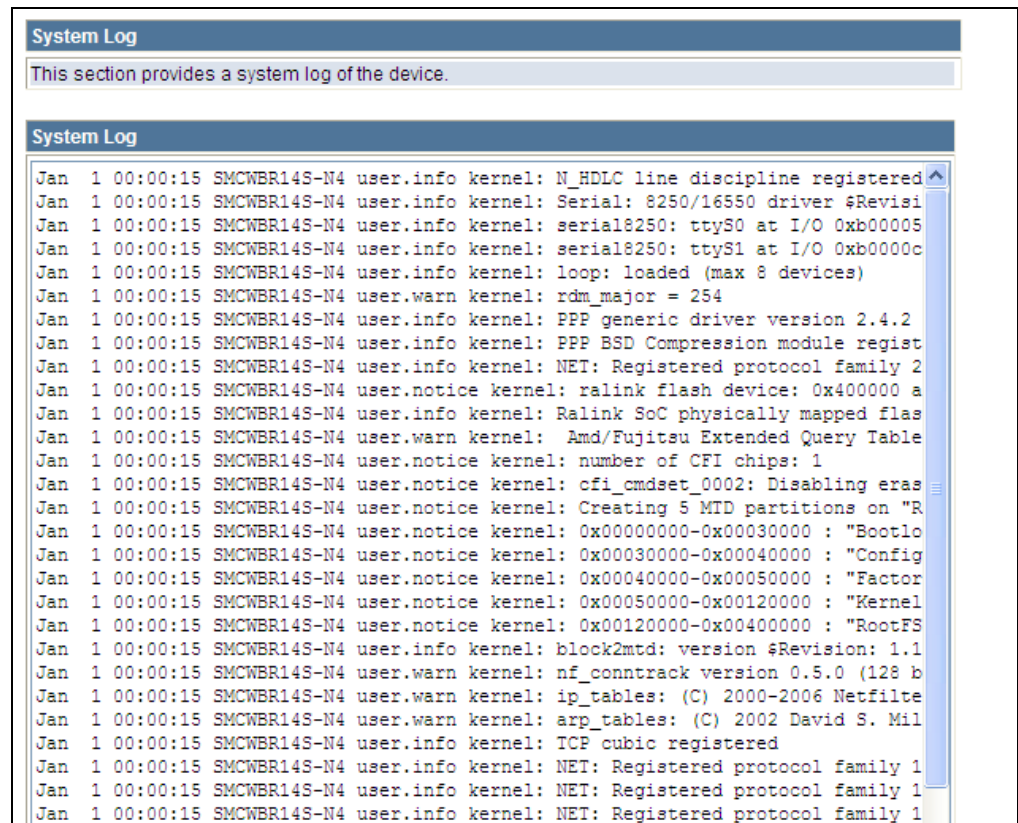 System Log
This section provides a system log of the device.
System Log
Jan  1 00:00:15 SMCWBR14S-N4 user.info kernel: N_HDLC line discipline registered
Jan  1 00:00:15 SMCWBR14S-N4 user.info kernel: Serial: 8250/16550 driver $Revisi
Jan  1 00:00:15 SMCWBR14S-N4 user.info kernel: serial8250: ttyS0 at I/O 0xb00005
Jan  1 00:00:15 SMCWBR14S-N4 user.info kernel: serial8250: ttyS1 at I/O 0xb0000c
Jan  1 00:00:15 SMCWBR14S-N4 user.info kernel: loop: loaded (max 8 devices)
Jan  1 00:00:15 SMCWBR14S-N4 user.warn kernel: rdm_major = 254
Jan  1 00:00:15 SMCWBR14S-N4 user.info kernel: PPP generic driver version 2.4.2
Jan  1 00:00:15 SMCWBR14S-N4 user.info kernel: PPP BSD Compression module regist
Jan  1 00:00:15 SMCWBR14S-N4 user.info kernel: NET: Registered protocol family 2
Jan  1 00:00:15 SMCWBR14S-N4 user.notice kernel: ralink flash device: 0x400000 a
Jan  1 00:00:15 SMCWBR14S-N4 user.info kernel: Ralink SoC physically mapped flas
Jan  1 00:00:15 SMCWBR14S-N4 user.warn kernel:  Amd/Fujitsu Extended Query Table
Jan  1 00:00:15 SMCWBR14S-N4 user.notice kernel: number of CFI chips: 1
Jan  1 00:00:15 SMCWBR14S-N4 user.notice kernel: cfi_cmdset_0002: Disabling eras
Jan  1 00:00:15 SMCWBR14S-N4 user.notice kernel: Creating 5 MTD partitions on "R
Jan  1 00:00:15 SMCWBR14S-N4 user.notice kernel: 0x00000000-0x00030000 : "Bootlo
Jan  1 00:00:15 SMCWBR14S-N4 user.notice kernel: 0x00030000-0x00040000 : "Config
Jan  1 00:00:15 SMCWBR14S-N4 user.notice kernel: 0x00040000-0x00050000 : "Factor
Jan  1 00:00:15 SMCWBR14S-N4 user.notice kernel: 0x00050000-0x00120000 : "Kernel
Jan  1 00:00:15 SMCWBR14S-N4 user.notice kernel: 0x00120000-0x00400000 : "RootFS
Jan  1 00:00:15 SMCWBR14S-N4 user.info kernel: block2mtd: version $Revision: 1.1
Jan  1 00:00:15 SMCWBR14S-N4 user.warn kernel: nf_conntrack version 0.5.0 (128 b
Jan  1 00:00:15 SMCWBR14S-N4 user.warn kernel: ip_tables: (C) 2000-2006 Netfilte
Jan  1 00:00:15 SMCWBR14S-N4 user.warn kernel: arp_tables: (C) 2002 David S. Mil
Jan  1 00:00:15 SMCWBR14S-N4 user.info kernel: TCP cubic registered
Jan  1 00:00:15 SMCWBR14S-N4 user.info kernel: NET: Registered protocol family 1
Jan  1 00:00:15 SMCWBR14S-N4 user.info kernel: NET: Registered protocol family 1
Jan  1 00:00:15 SMCWBR14S-N4 user.info kernel: NET: Registered protocol family 1